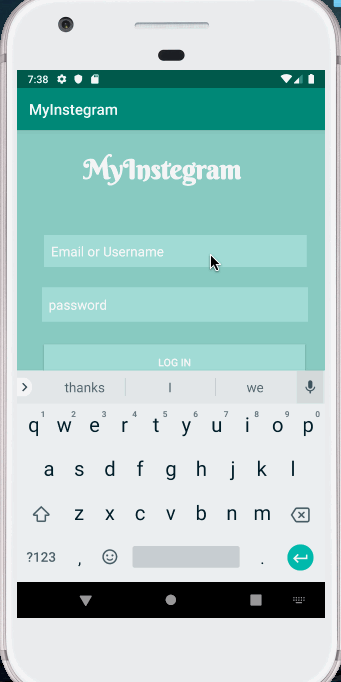 7:38
MyInstegram
MyInstegram
Email or Username
password
LOG IN
thanks I we
1 2 3 4 5 6 7 8 9 0
q w e r t y u i o p
a s d f g h j k l
z x c v b n m
?123 , .